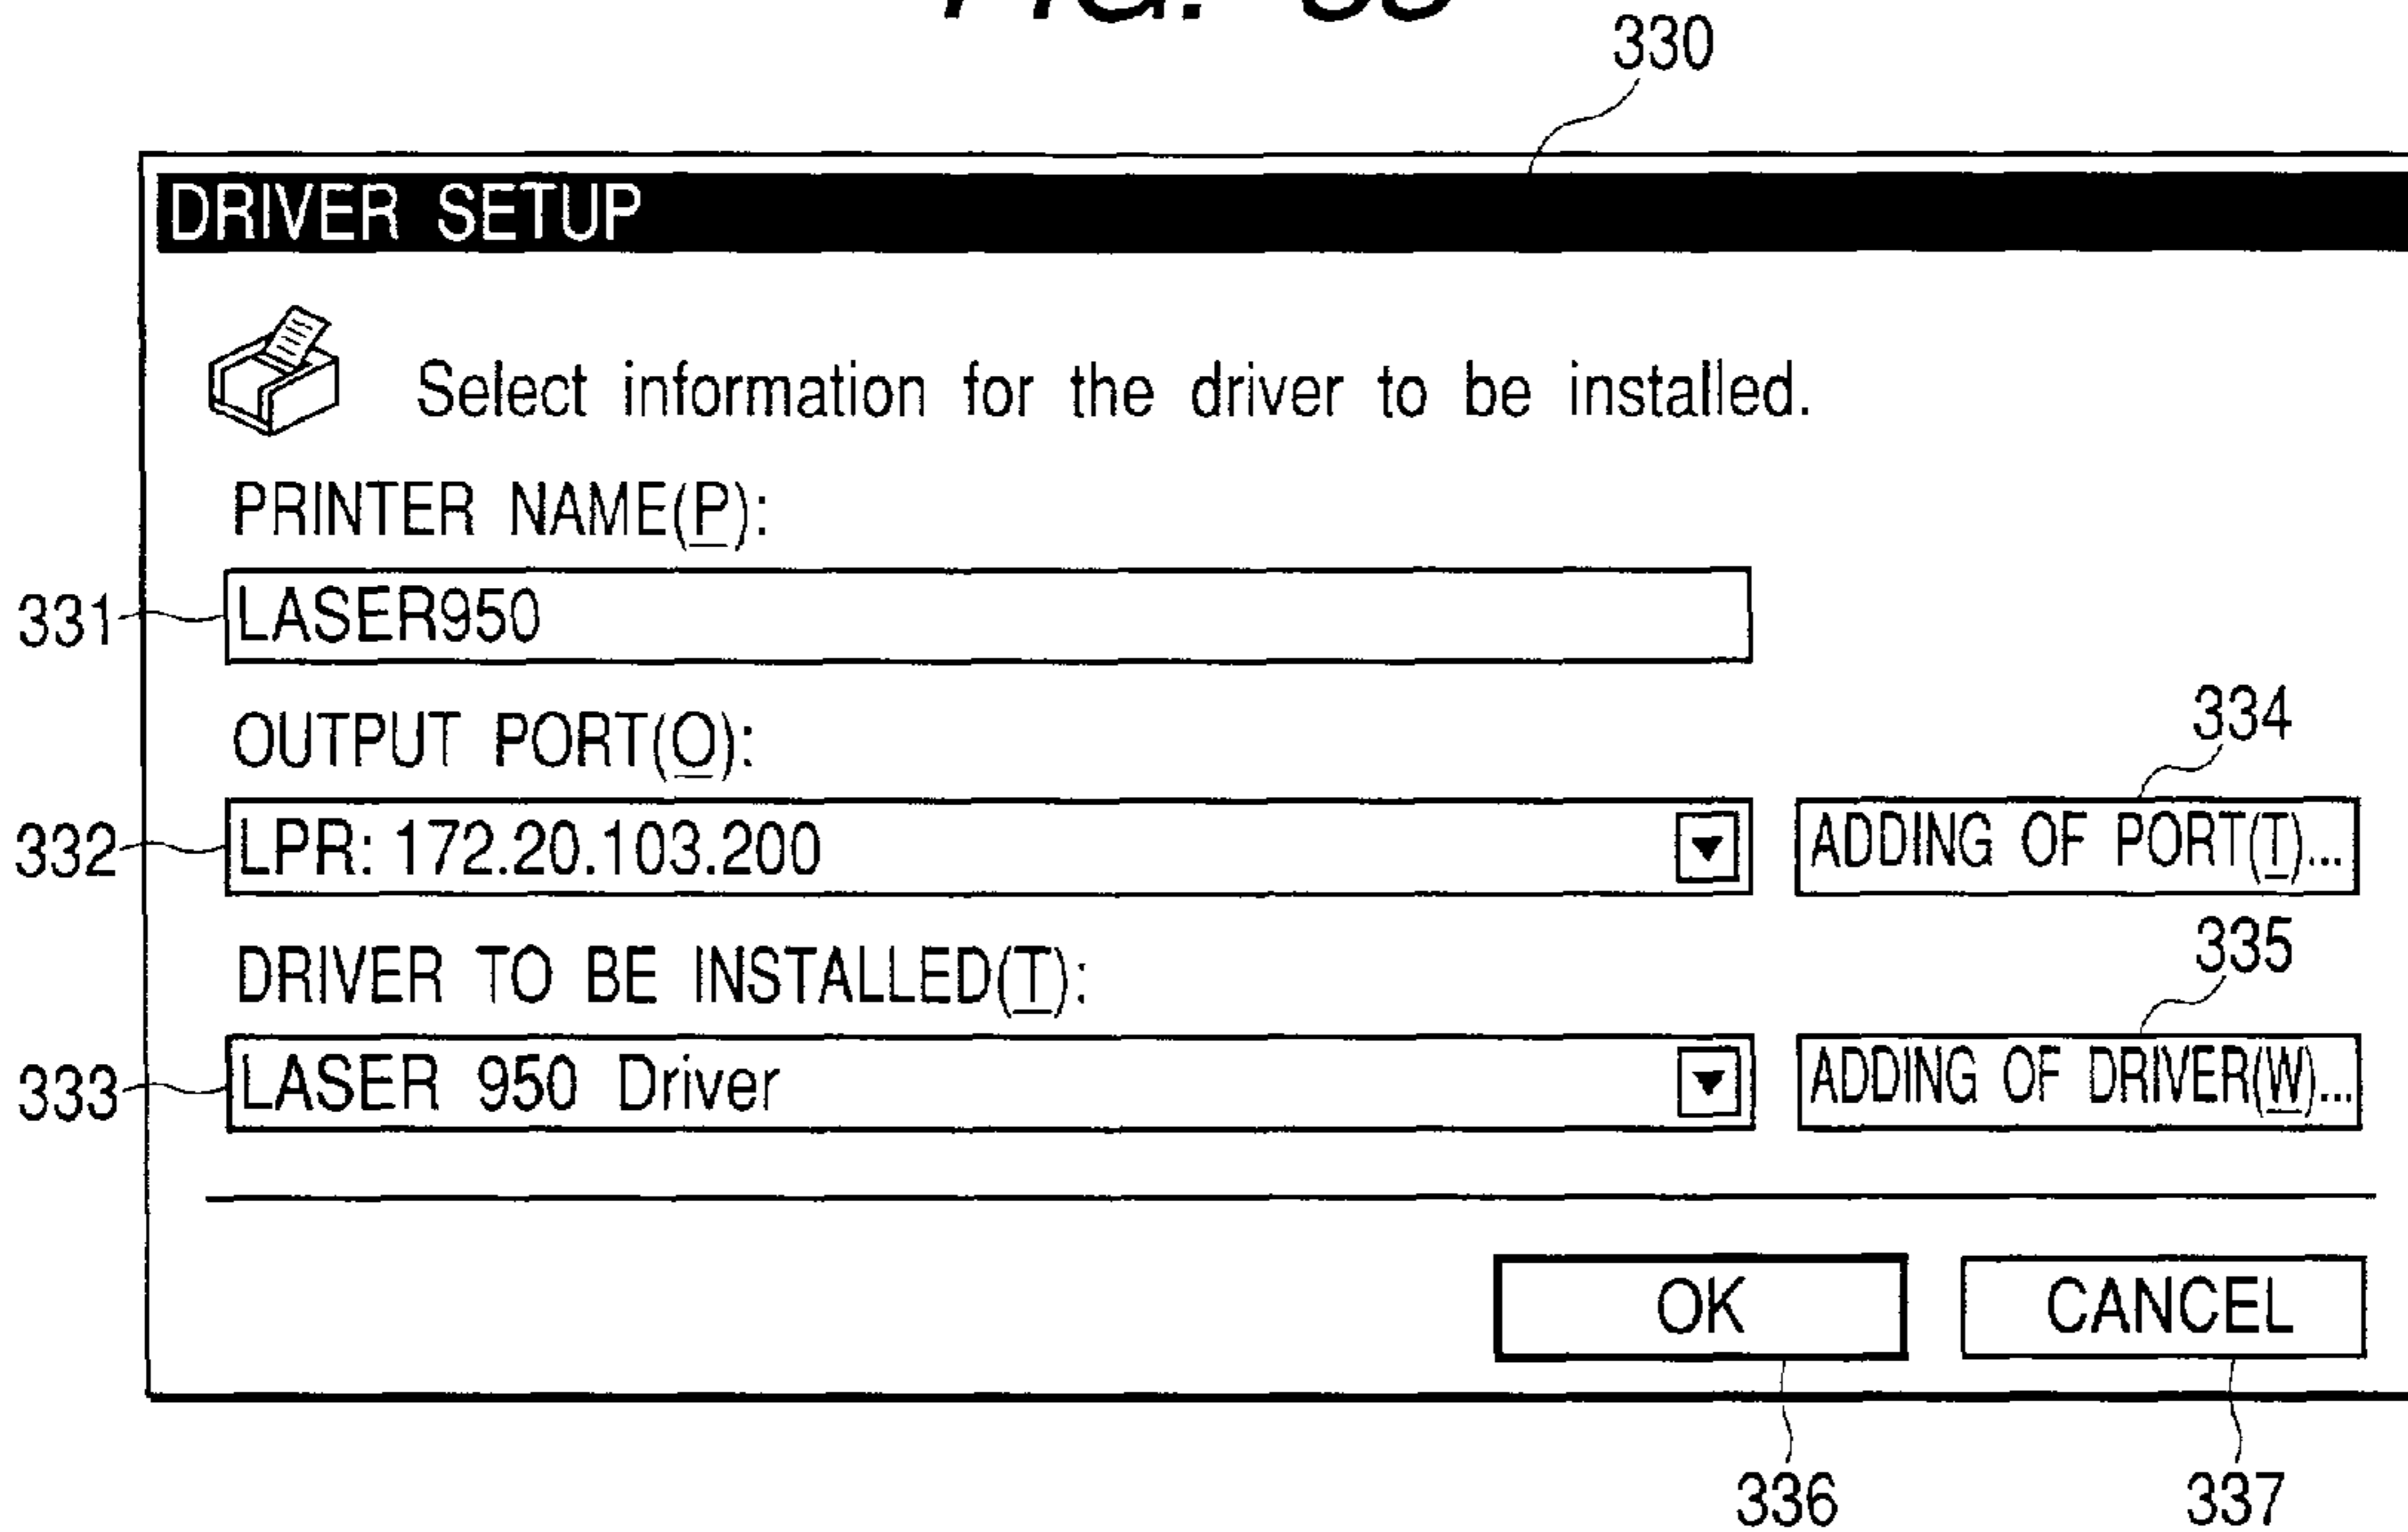 FIG. 33
330
DRIVER SETUP
Select information for the driver to be installed.
PRINTER NAME(P):
331
LASER950
OUTPUT PORT(O):
334
332
LPR: 172.20.103.200
ADDING OF PORT(T)...
DRIVER TO BE INSTALLED(T):
335
333
LASER 950 Driver
ADDING OF DRIVER(W)...
OK
CANCEL
336
337